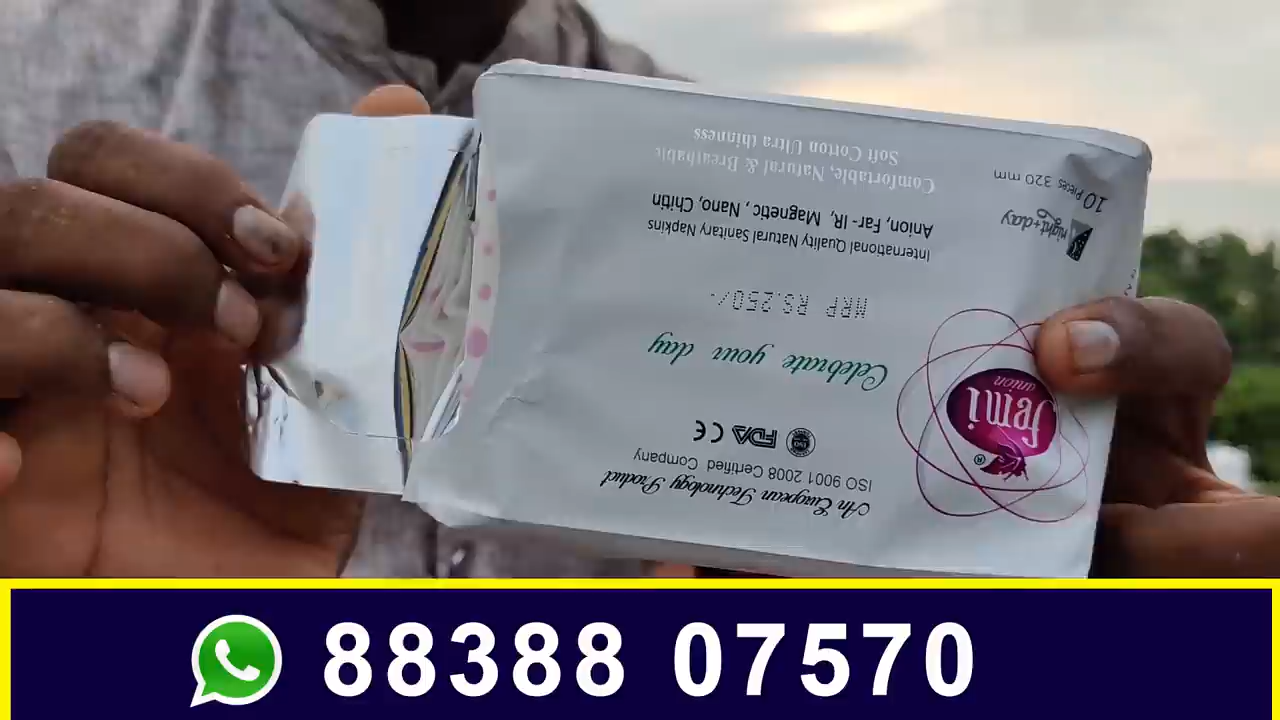 An European Technology Product
ISO 9001 2008 Certified Company
ISO FDA CE
femi
anion
®
Celebrate your day
MRP RS.250/-
International Quality Natural Sanitary Napkins
Anion, Far-IR, Magnetic, Nano, Chitin
night+day
10 Pieces 320 mm
Comfortable, Natural & Breathable
Soft Cotton Ultra thinness
88388 07570